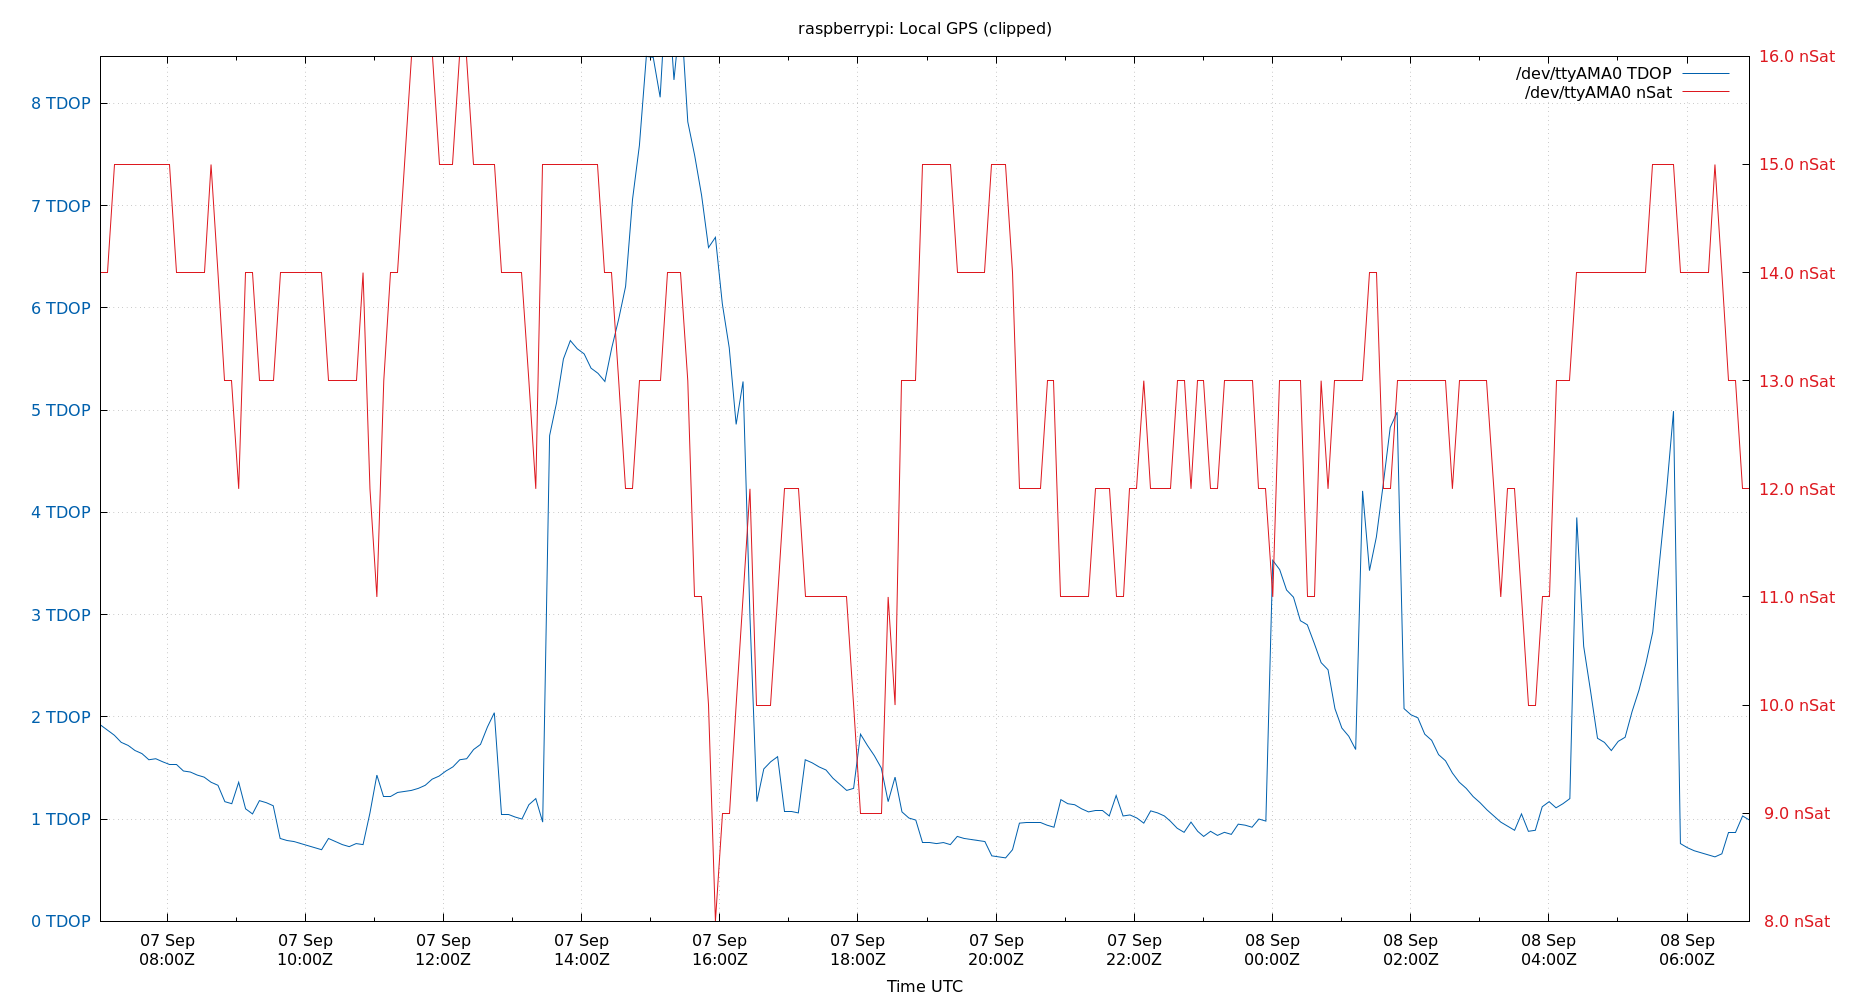 raspberrypi: Local GPS (clipped)
/dev/ttyAMA0 TDOP
/dev/ttyAMA0 nSat
8 TDOP
7 TDOP
6 TDOP
5 TDOP
4 TDOP
3 TDOP
2 TDOP
1 TDOP
0 TDOP
16.0 nSat
15.0 nSat
14.0 nSat
13.0 nSat
12.0 nSat
11.0 nSat
10.0 nSat
9.0 nSat
8.0 nSat
07 Sep
08:00Z
07 Sep
10:00Z
07 Sep
12:00Z
07 Sep
14:00Z
07 Sep
16:00Z
07 Sep
18:00Z
07 Sep
20:00Z
07 Sep
22:00Z
08 Sep
00:00Z
08 Sep
02:00Z
08 Sep
04:00Z
08 Sep
06:00Z
Time UTC